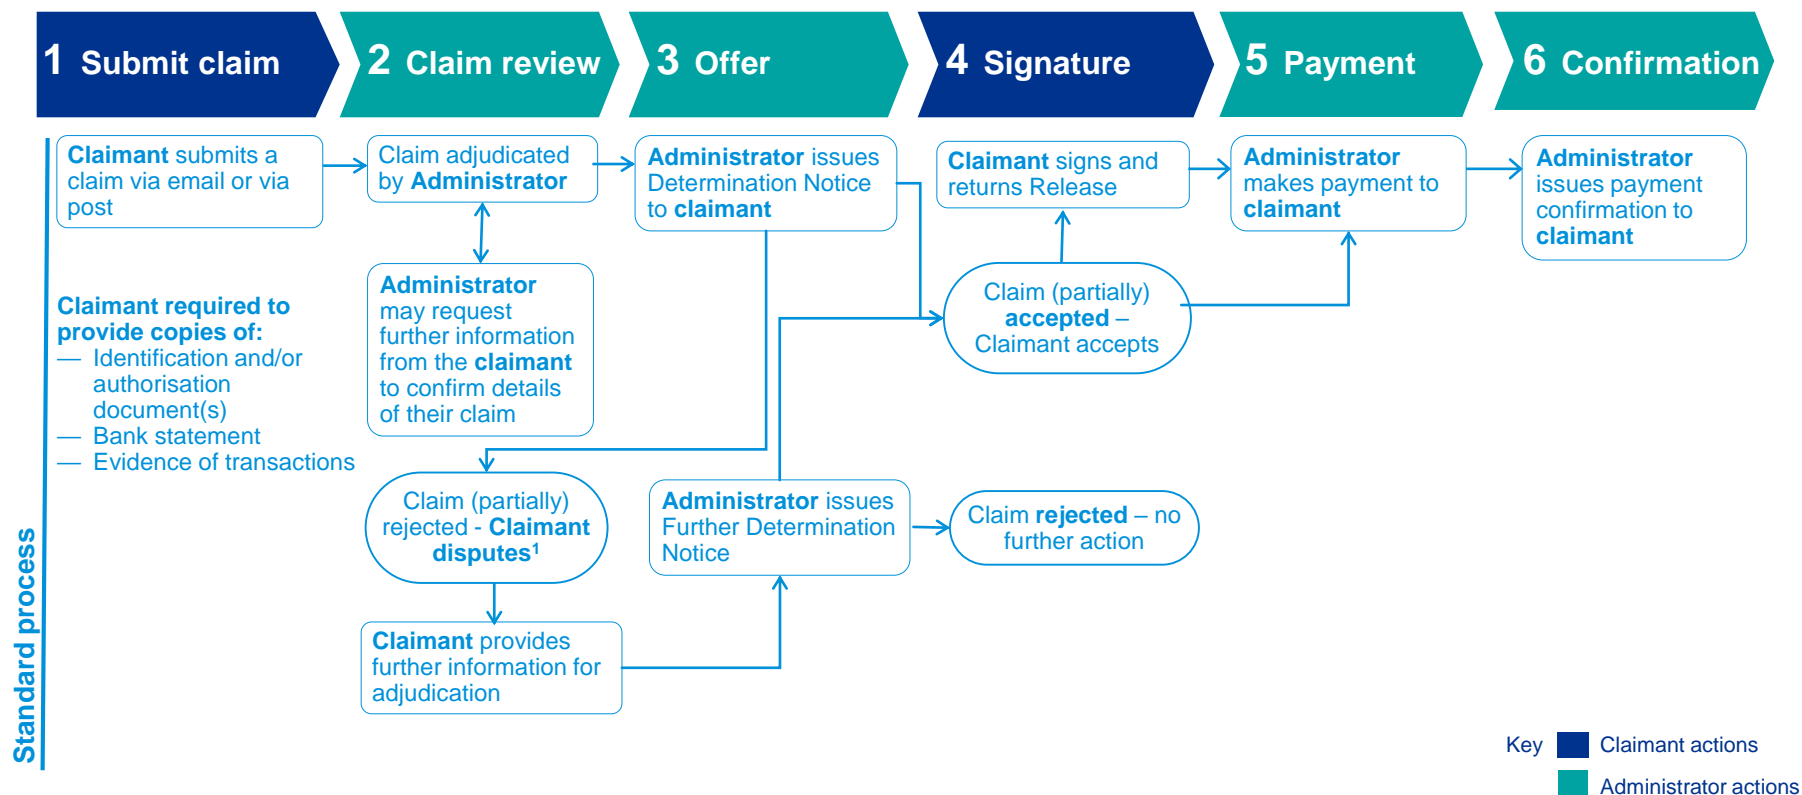 1 Submit claim
2 Claim review
3 Offer
4 Signature
5 Payment
6 Confirmation
Claimant submits a
claim via email or via
post
Claim adjudicated
by Administrator
Administrator issues
Determination Notice
to claimant
Claimant signs and
returns Release
Administrator
makes payment to
claimant
Administrator
issues payment
confirmation to
claimant
Claimant required to
provide copies of:
— Identification and/or
authorisation
document(s)
— Bank statement
— Evidence of transactions
Administrator
may request
further information
from the claimant
to confirm details
of their claim
Claim (partially)
accepted –
Claimant accepts
Claim (partially)
rejected - Claimant
disputes¹
Administrator issues
Further Determination
Notice
Claim rejected – no
further action
Claimant provides
further information for
adjudication
Standard process
Key
Claimant actions
Administrator actions